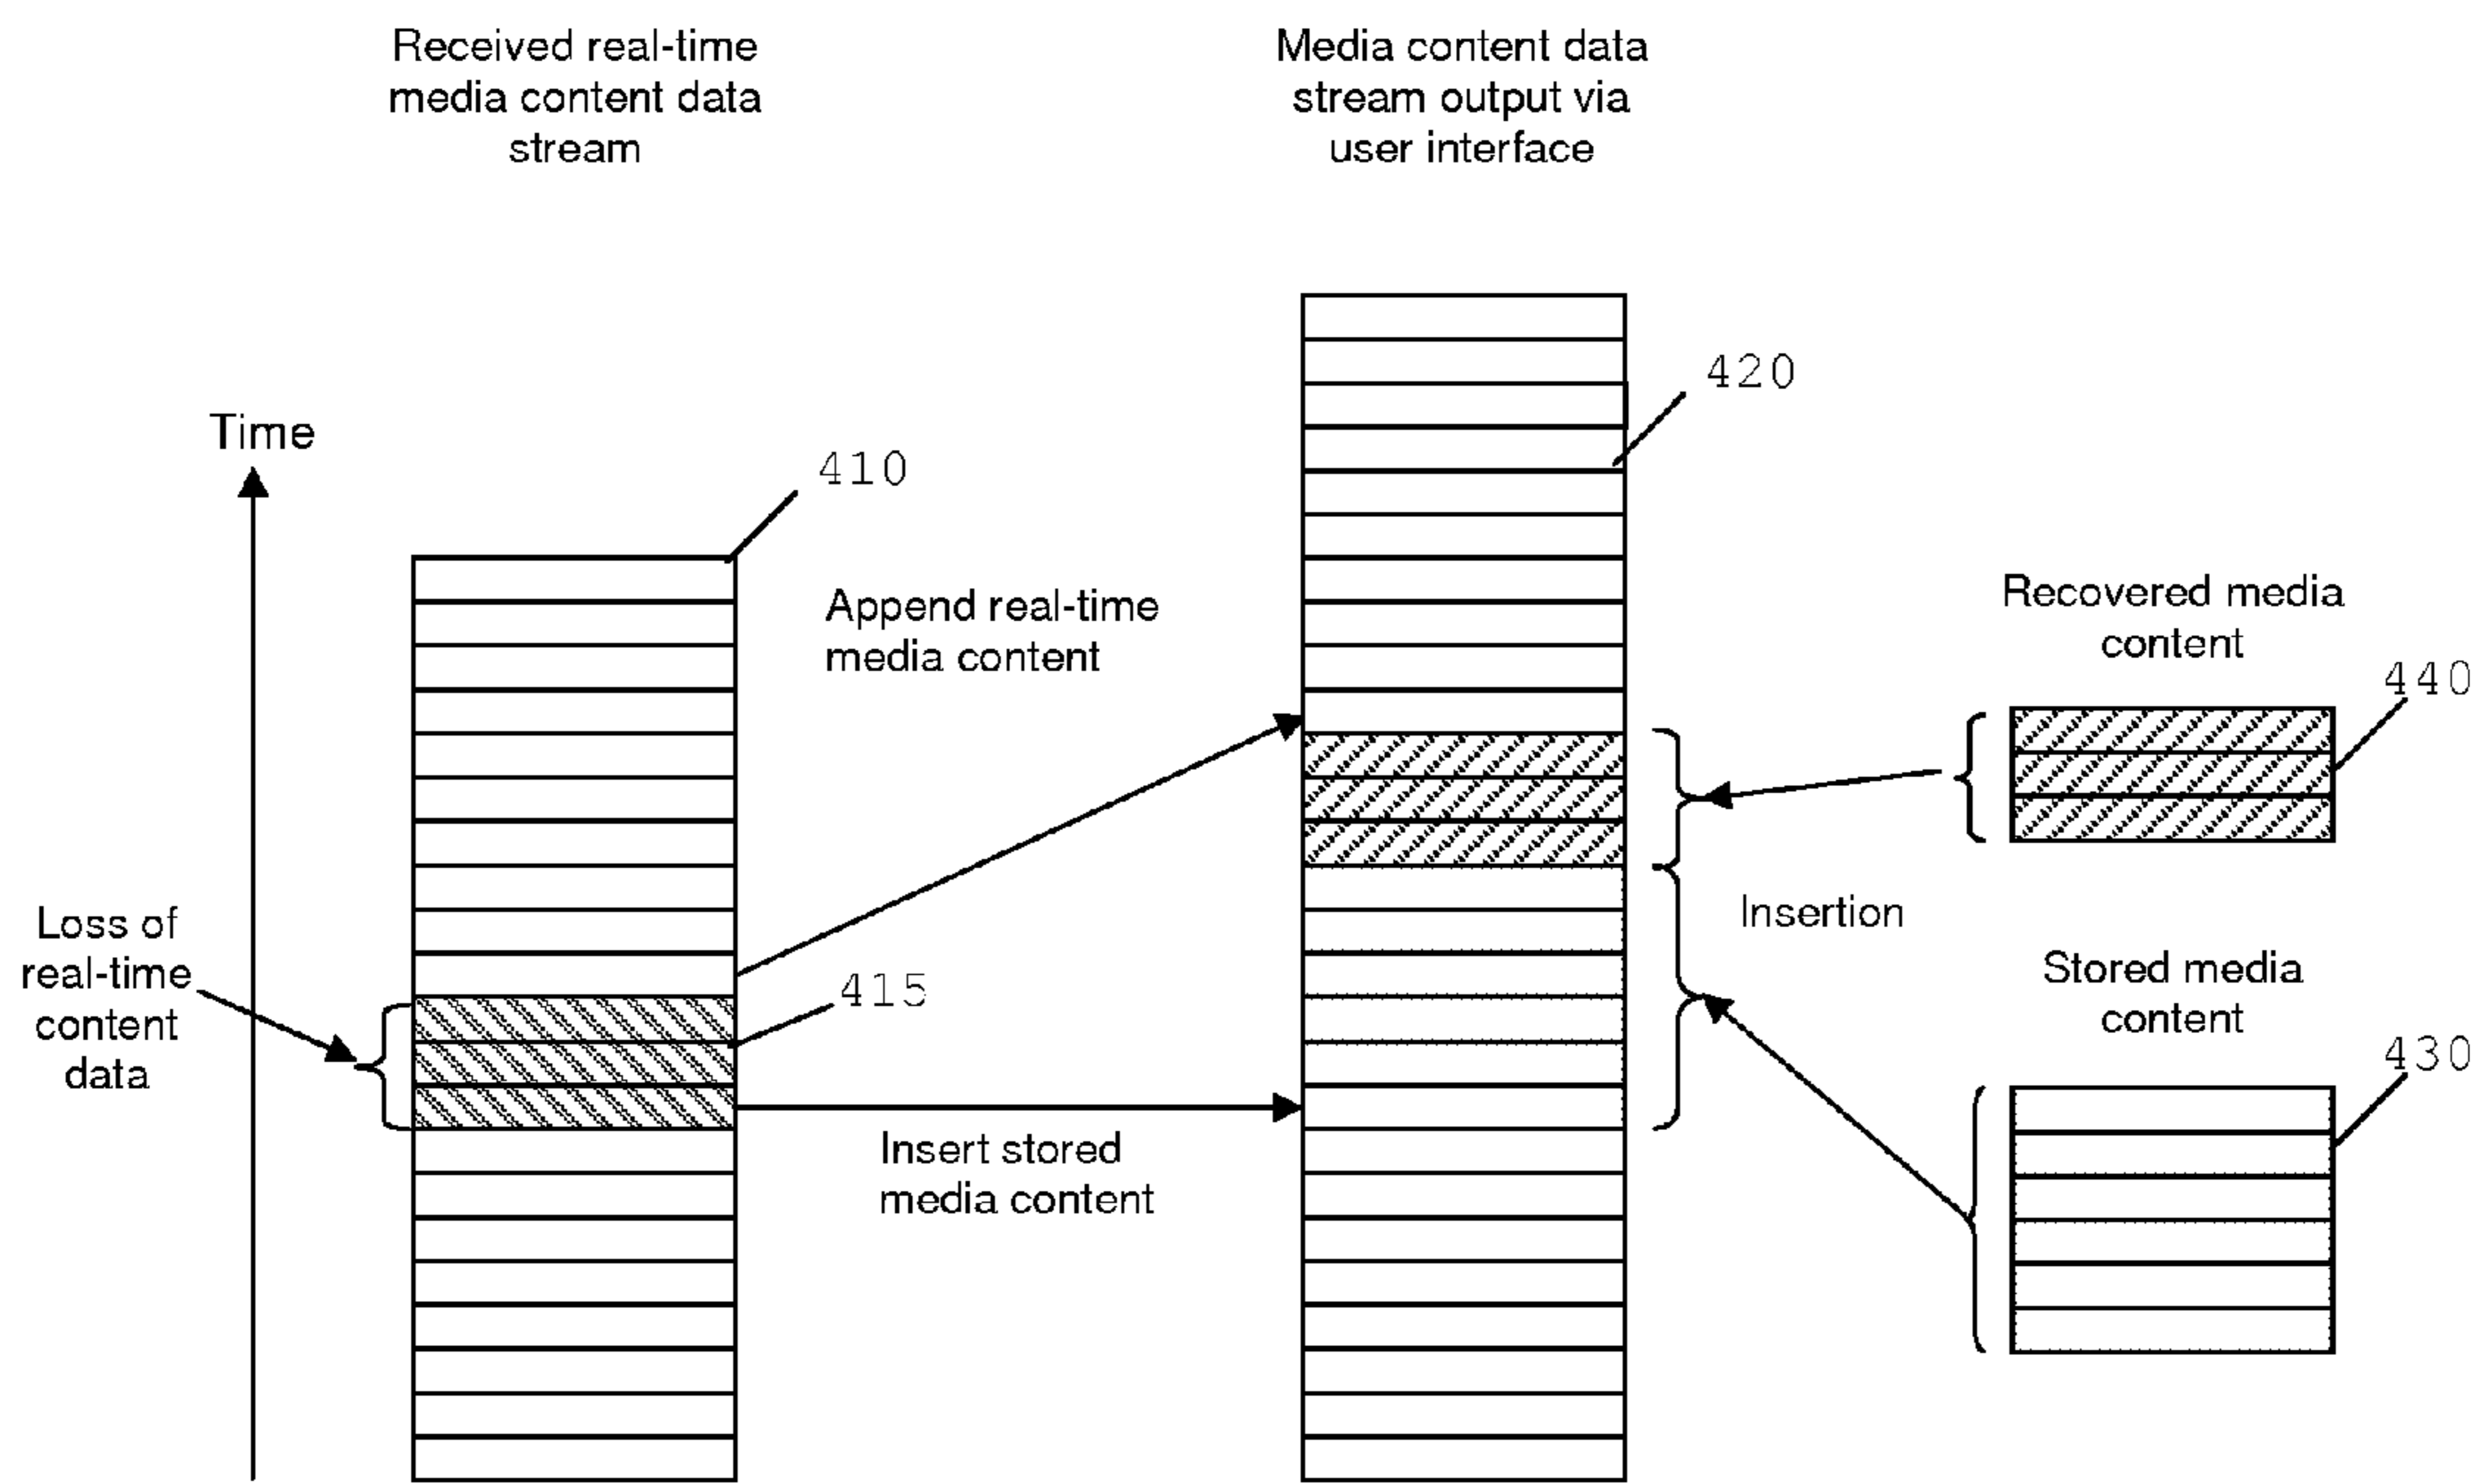 Received real-time
media content data
stream
Media content data
stream output via
user interface
420
Time
410
Append real-time
media content
Recovered media
content
440
Loss of
real-time
content
data
415
Insertion
Stored media
content
430
Insert stored
media content